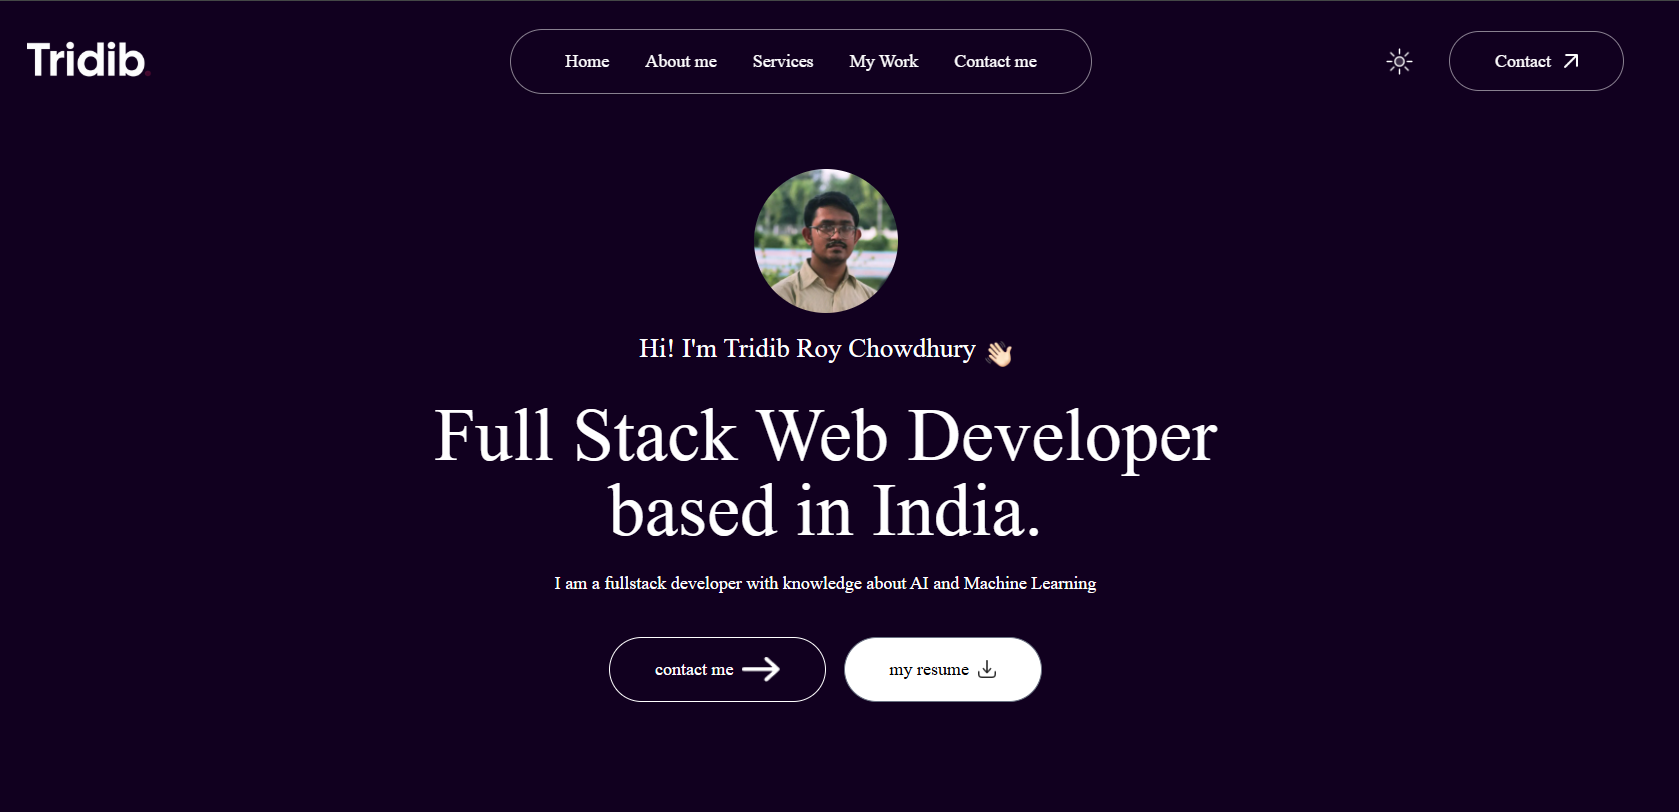 Tridib.
Home About me Services My Work Contact me
Contact
Hi! I'm Tridib Roy Chowdhury 👋🏻
Full Stack Web Developer
based in India.
I am a fullstack developer with knowledge about AI and Machine Learning
contact me
my resume